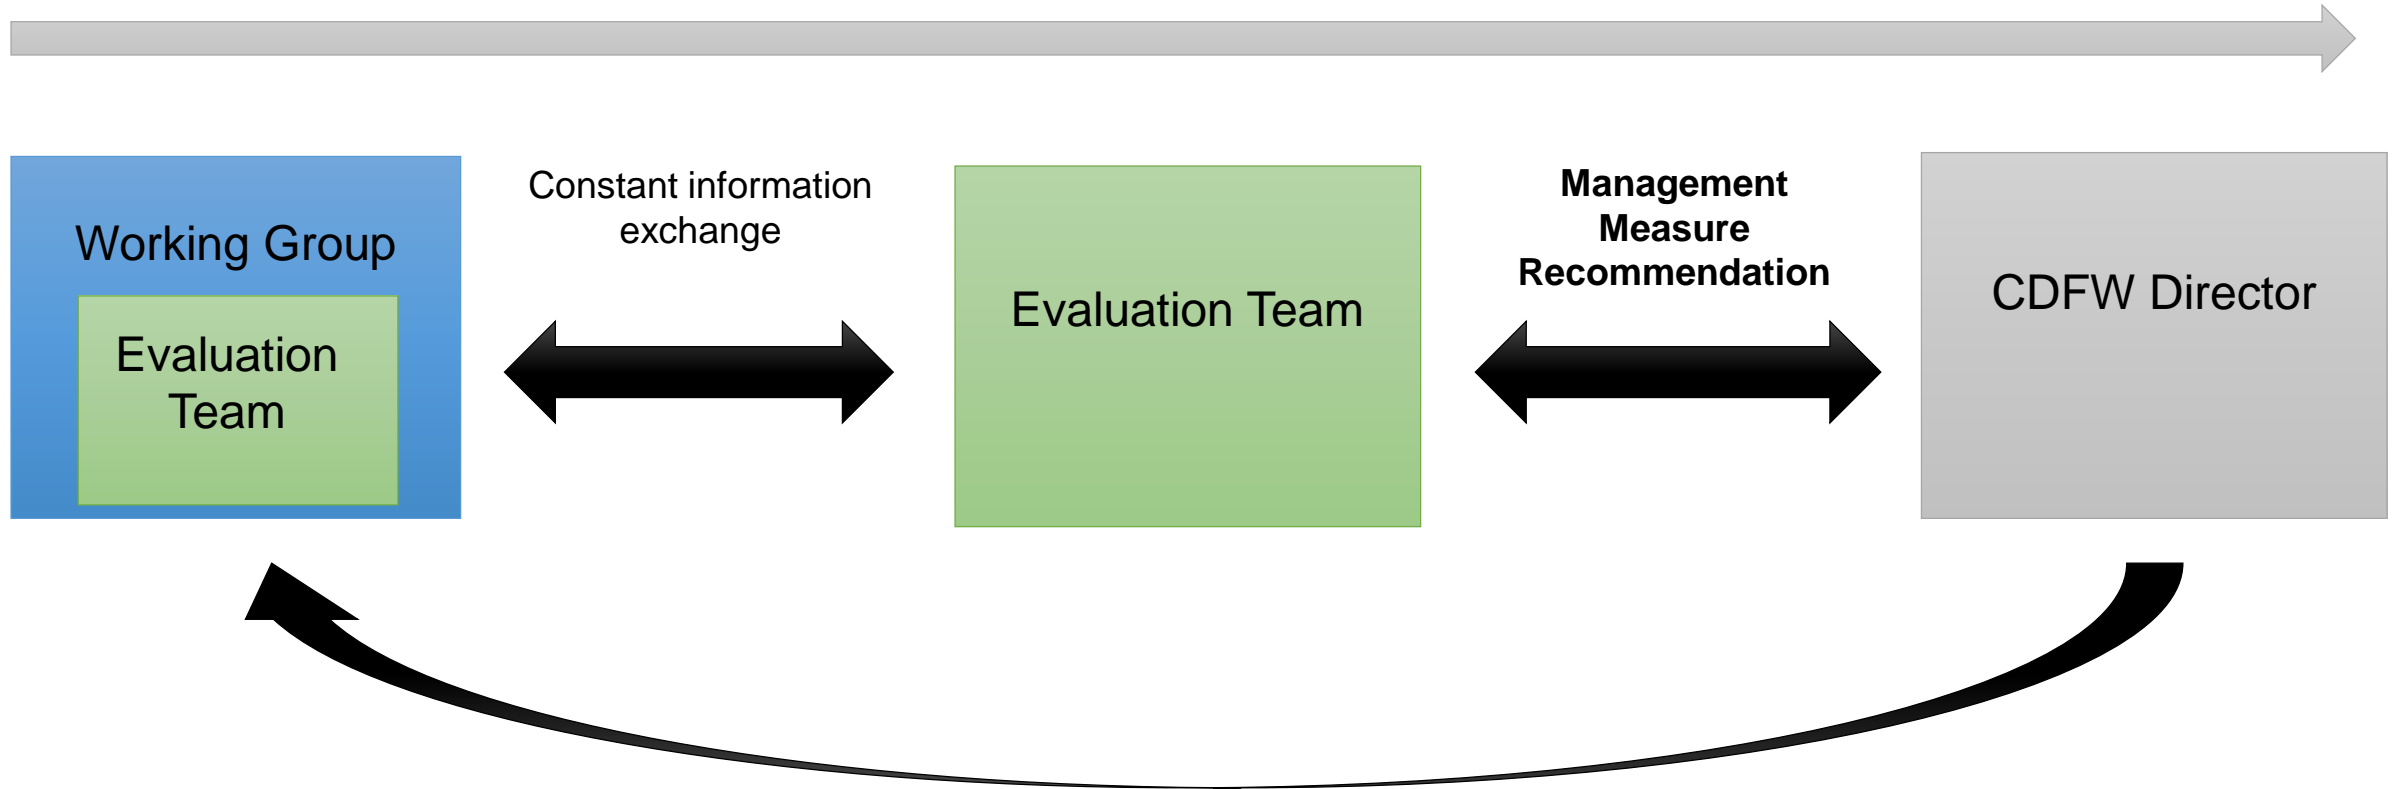 Working Group
Evaluation
Team
Constant information
exchange
Evaluation Team
Management
Measure
Recommendation
CDFW Director